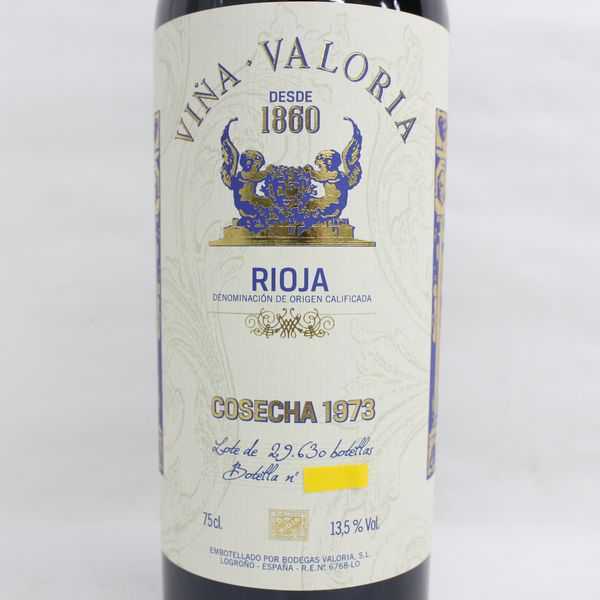 VIÑA · VALORIA
DESDE
1860
RIOJA
DENOMINACIÓN DE ORIGEN CALIFICADA
COSECHA 1973
Lote de 29.630 botellas
Botella nº
75cl. 13,5 % Vol.
EMBOTELLADO POR BODEGAS VALORIA, S.L.
LOGROÑO - ESPAÑA - R.E.Nº 6768-LO